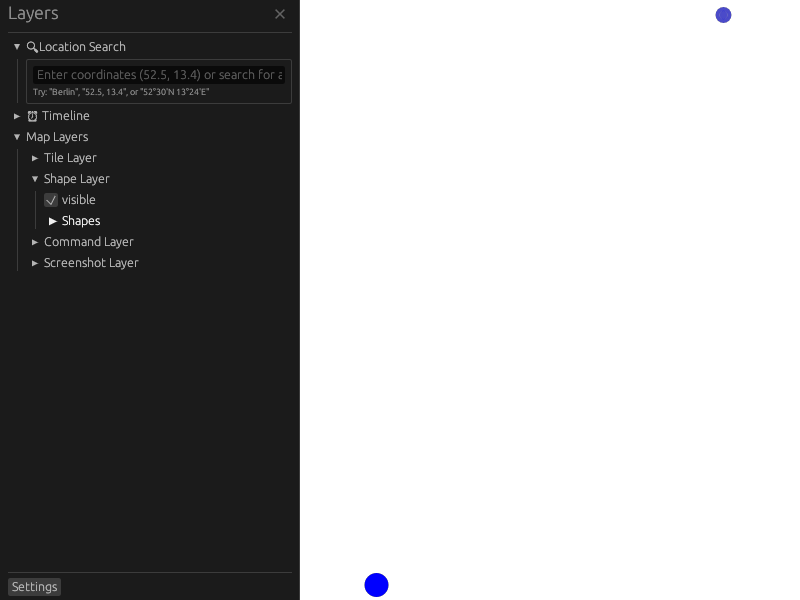 Layers
Location Search
Enter coordinates (52.5, 13.4) or search for a
Try: "Berlin", "52.5, 13.4", or "52°30'N 13°24'E"
Timeline
Map Layers
Tile Layer
Shape Layer
visible
Shapes
Command Layer
Screenshot Layer
Settings